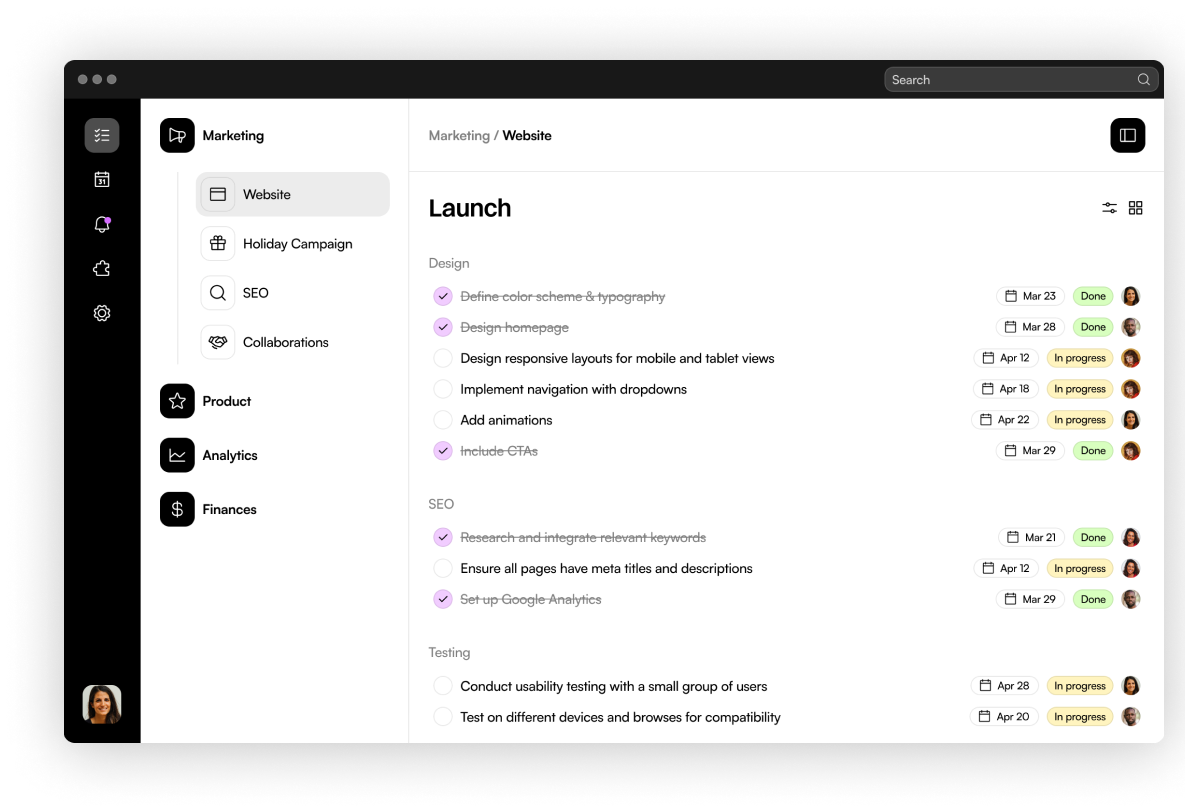 Search
31
Marketing
Website
Holiday Campaign
SEO
Collaborations
Product
Analytics
$ Finances
Marketing / Website
Launch
Design
Define color scheme & typography Mar 23 Done
Design homepage Mar 28 Done
Design responsive layouts for mobile and tablet views Apr 12 In progress
Implement navigation with dropdowns Apr 18 In progress
Add animations Apr 22 In progress
Include CTAs Mar 29 Done
SEO
Research and integrate relevant keywords Mar 21 Done
Ensure all pages have meta titles and descriptions Apr 12 In progress
Set up Google Analytics Mar 29 Done
Testing
Conduct usability testing with a small group of users Apr 28 In progress
Test on different devices and browses for compatibility Apr 20 In progress